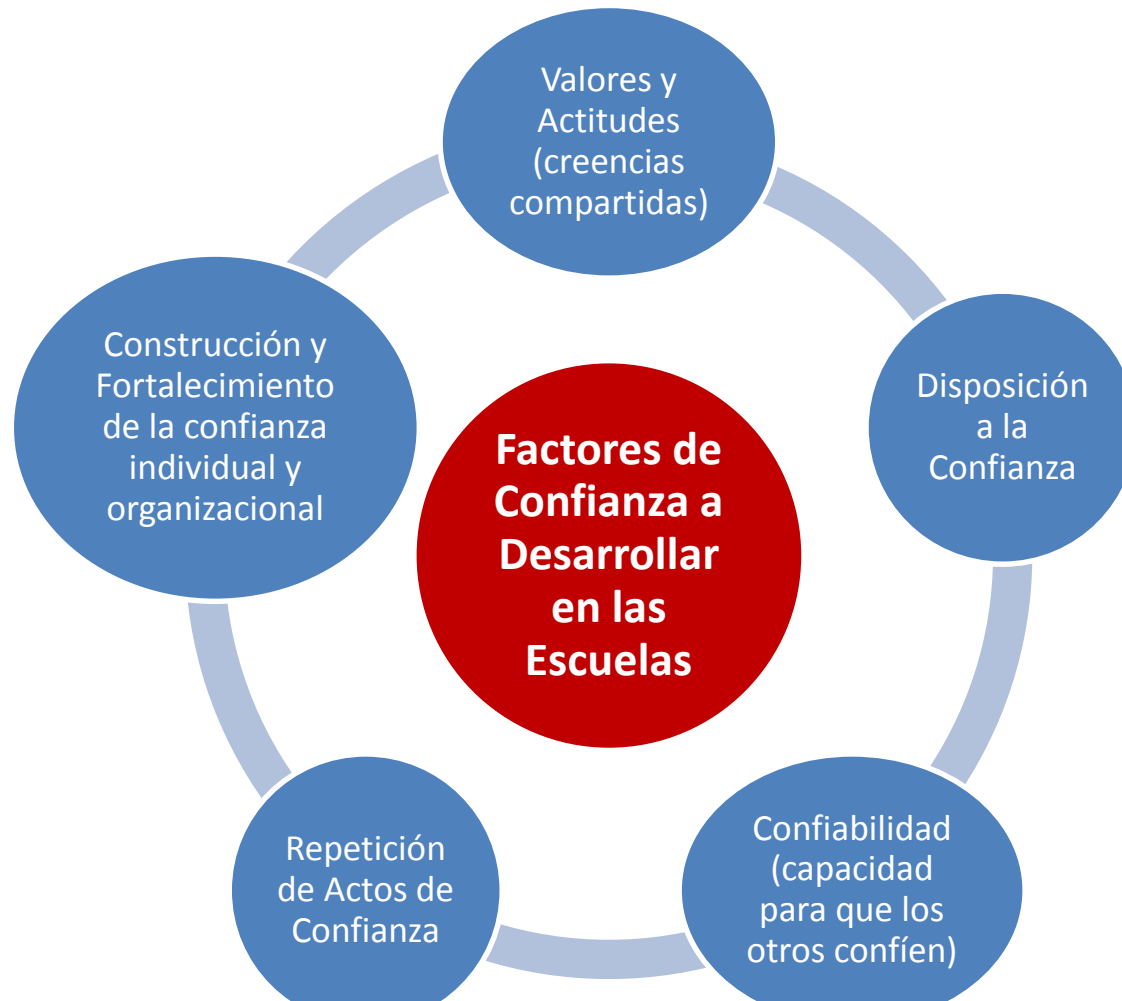 Valores y
Actitudes
(creencias
compartidas)
Disposición
a la
Confianza
Confiabilidad
(capacidad
para que los
otros confíen)
Repetición
de Actos de
Confianza
Construcción y
Fortalecimiento
de la confianza
individual y
organizacional
Factores de
Confianza a
Desarrollar
en las
Escuelas